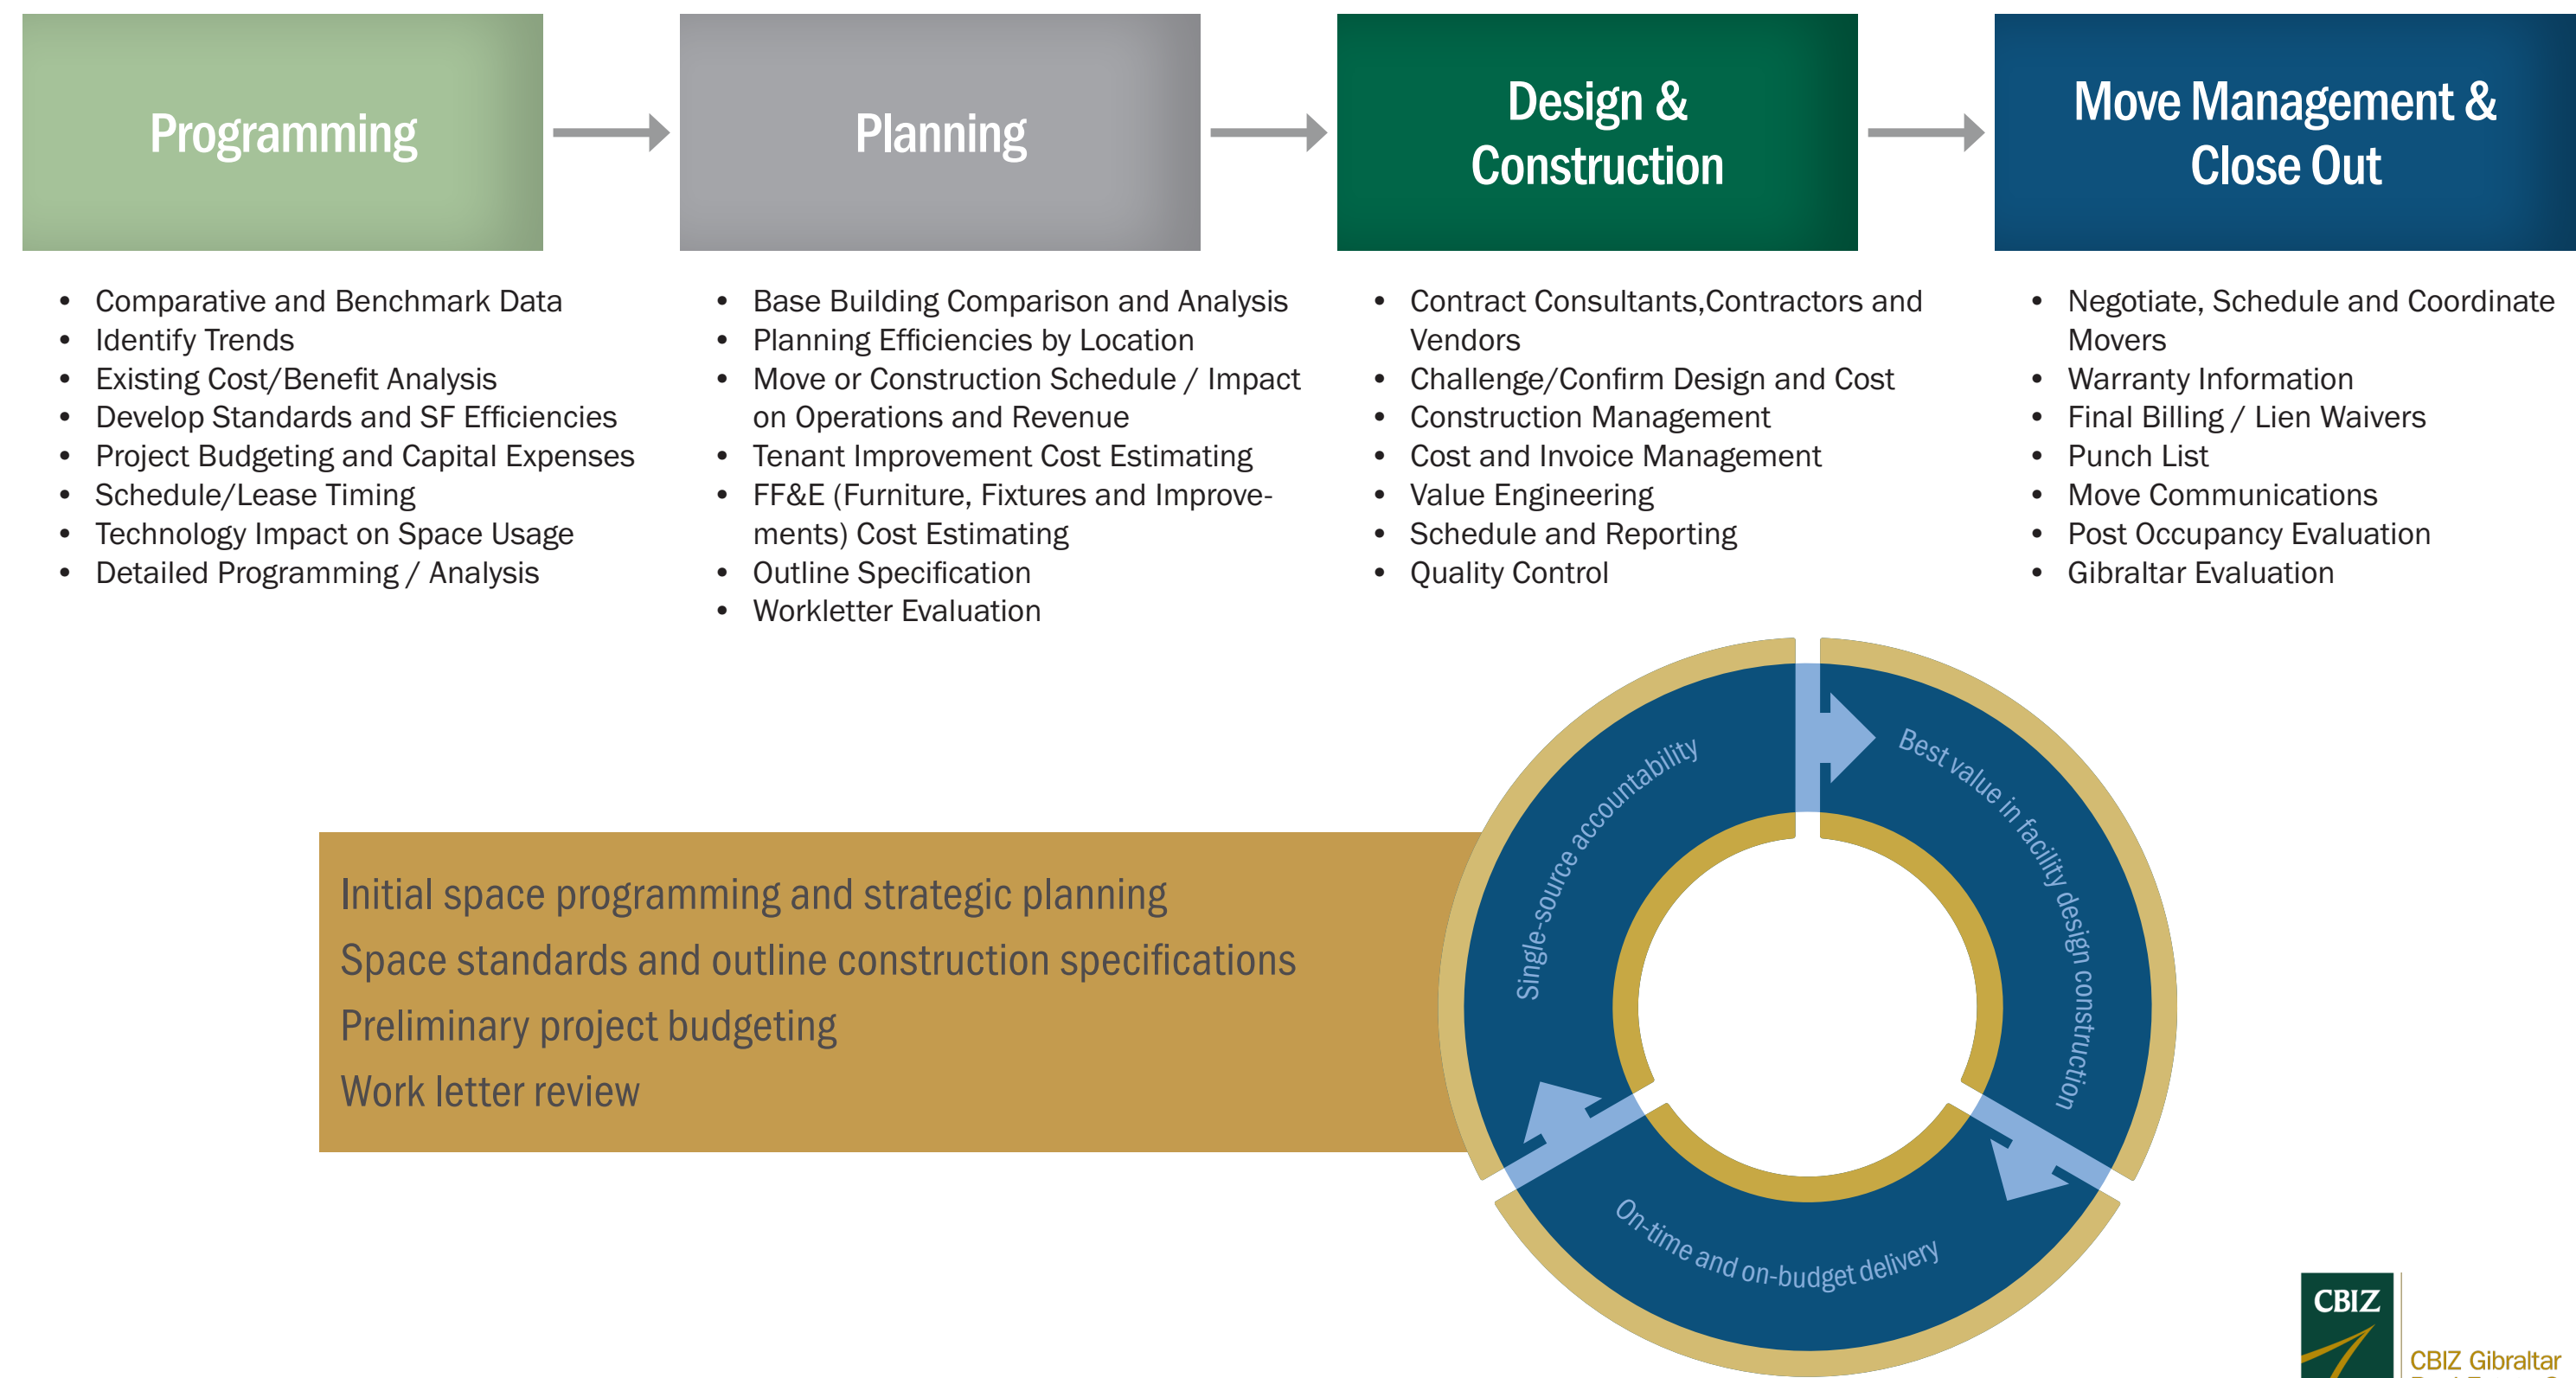 Programming
Planning
Design &
Construction
Move Management &
Close Out
• Comparative and Benchmark Data
• Identify Trends
• Existing Cost/Benefit Analysis
• Develop Standards and SF Efficiencies
• Project Budgeting and Capital Expenses
• Schedule/Lease Timing
• Technology Impact on Space Usage
• Detailed Programming / Analysis
• Base Building Comparison and Analysis
• Planning Efficiencies by Location
• Move or Construction Schedule / Impact
on Operations and Revenue
• Tenant Improvement Cost Estimating
• FF&E (Furniture, Fixtures and Improve-
ments) Cost Estimating
• Outline Specification
• Workletter Evaluation
• Contract Consultants,Contractors and
Vendors
• Challenge/Confirm Design and Cost
• Construction Management
• Cost and Invoice Management
• Value Engineering
• Schedule and Reporting
• Quality Control
• Negotiate, Schedule and Coordinate
Movers
• Warranty Information
• Final Billing / Lien Waivers
• Punch List
• Move Communications
• Post Occupancy Evaluation
• Gibraltar Evaluation
Initial space programming and strategic planning
Space standards and outline construction specifications
Preliminary project budgeting
Work letter review
Single-source accountability
Best value in facility design construction
On-time and on-budget delivery
CBIZ
CBIZ Gibraltar